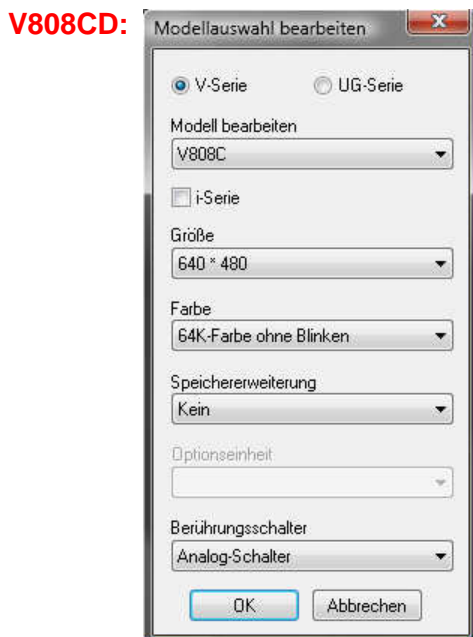 V808CD:
Modellauswahl bearbeiten
V-Serie UG-Serie
Modell bearbeiten
V808C
i-Serie
Größe
640 * 480
Farbe
64K-Farbe ohne Blinken
Speichererweiterung
Kein
Optionseinheit
Berührungsschalter
Analog-Schalter
OK Abbrechen